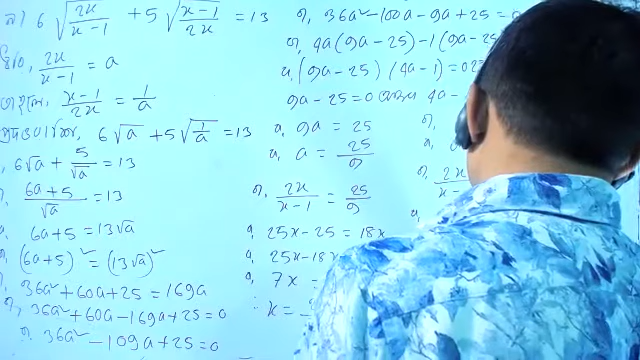 6√(2x/(x-1)) + 5√((x-1)/2x) = 13
ধরি, 2x/(x-1) = a
তাহলে, (x-1)/2x = 1/a
প্রদত্ত সমীকরণ, 6√a + 5√(1/a) = 13
, 6√a + 5/√a = 13
(6a+5)/√a = 13
6a+5 = 13√a
(6a+5)² = (13√a)²
36a²+60a+25 = 169a
36a²+60a-169a+25 = 0
বা, 36a²-109a+25 = 0
বা, 36a²-100a-9a+25 =
বা, 4a(9a-25)-1(9a-25)
বা, (9a-25)(4a-1) = 0
9a-25 = 0 অথবা 4a-
বা, 9a = 25
বা, a = 25/9
বা, 2x/(x-1) = 25/9
বা, 25x-25 = 18x
বা, 25x-18x
বা, 7x =
∴ x =
বা, 2x/(x-